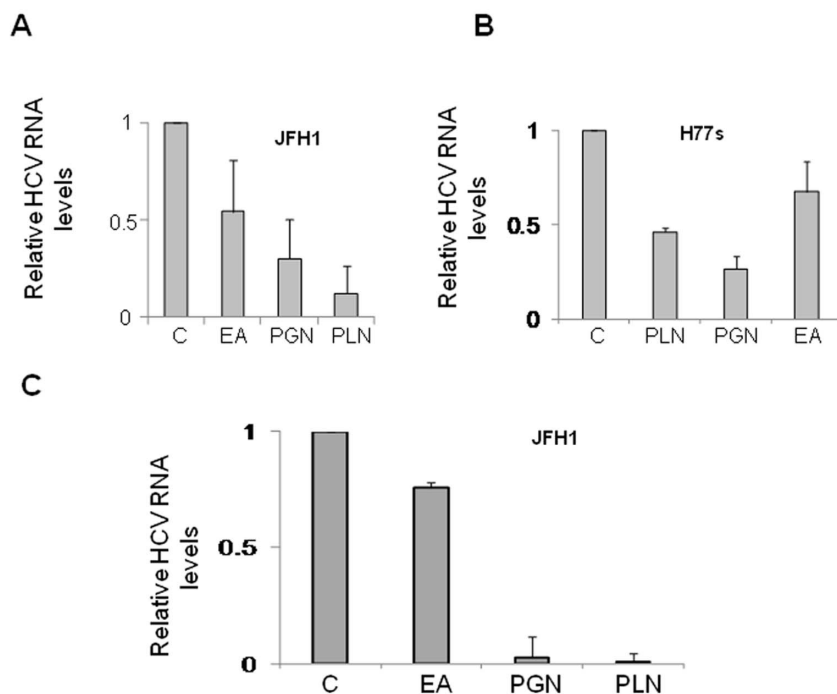 A
Relative HCV RNA
levels
1
0.5
0
JFH1
C EA PGN PLN
B
Relative HCV RNA
levels
1
0.5
0
H77s
C PLN PGN EA
C
Relative HCV RNA
levels
1
0.5
0
JFH1
C EA PGN PLN